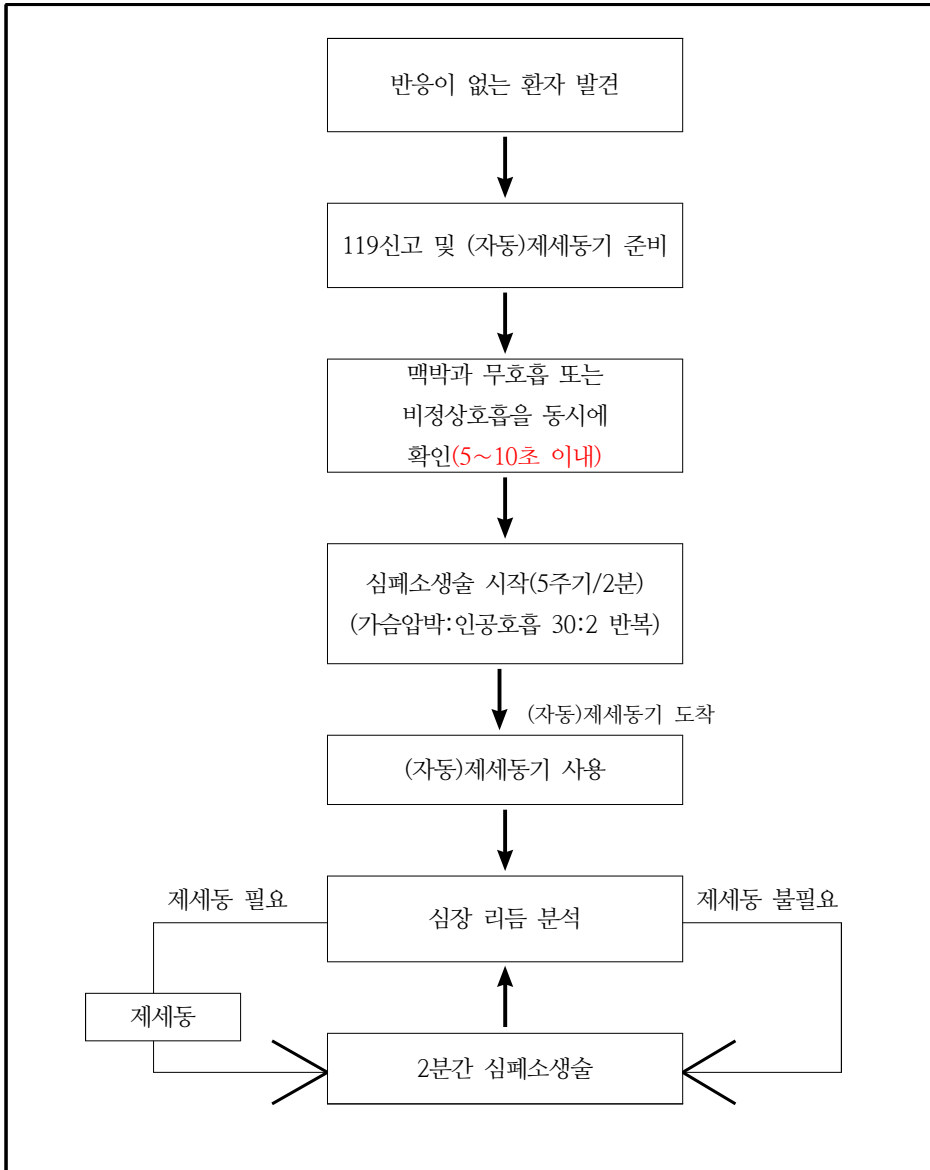 반응이 없는 환자 발견
119신고 및 (자동)제세동기 준비
맥박과 무호흡 또는
비정상호흡을 동시에
확인(5~10초 이내)
심폐소생술 시작(5주기/2분)
(가슴압박:인공호흡 30:2 반복)
(자동)제세동기 도착
(자동)제세동기 사용
제세동 필요
심장 리듬 분석
제세동 불필요
제세동
2분간 심폐소생술